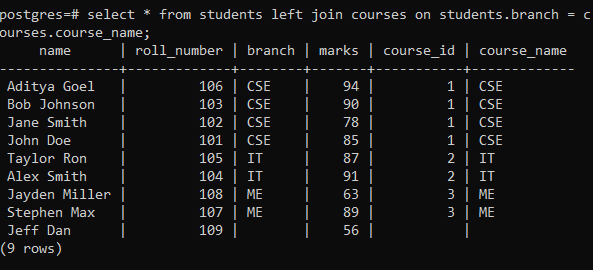 postgres=# select * from students left join courses on students.branch = c
ourses.course_name;
     name      | roll_number | branch | marks | course_id | course_name
---------------+-------------+--------+-------+-----------+-------------
 Aditya Goel   |         106 | CSE    |    94 |         1 | CSE
 Bob Johnson   |         103 | CSE    |    90 |         1 | CSE
 Jane Smith    |         102 | CSE    |    78 |         1 | CSE
 John Doe      |         101 | CSE    |    85 |         1 | CSE
 Taylor Ron    |         105 | IT     |    87 |         2 | IT
 Alex Smith    |         104 | IT     |    91 |         2 | IT
 Jayden Miller |         108 | ME     |    63 |         3 | ME
 Stephen Max   |         107 | ME     |    89 |         3 | ME
 Jeff Dan      |         109 |        |    56 |           |
(9 rows)